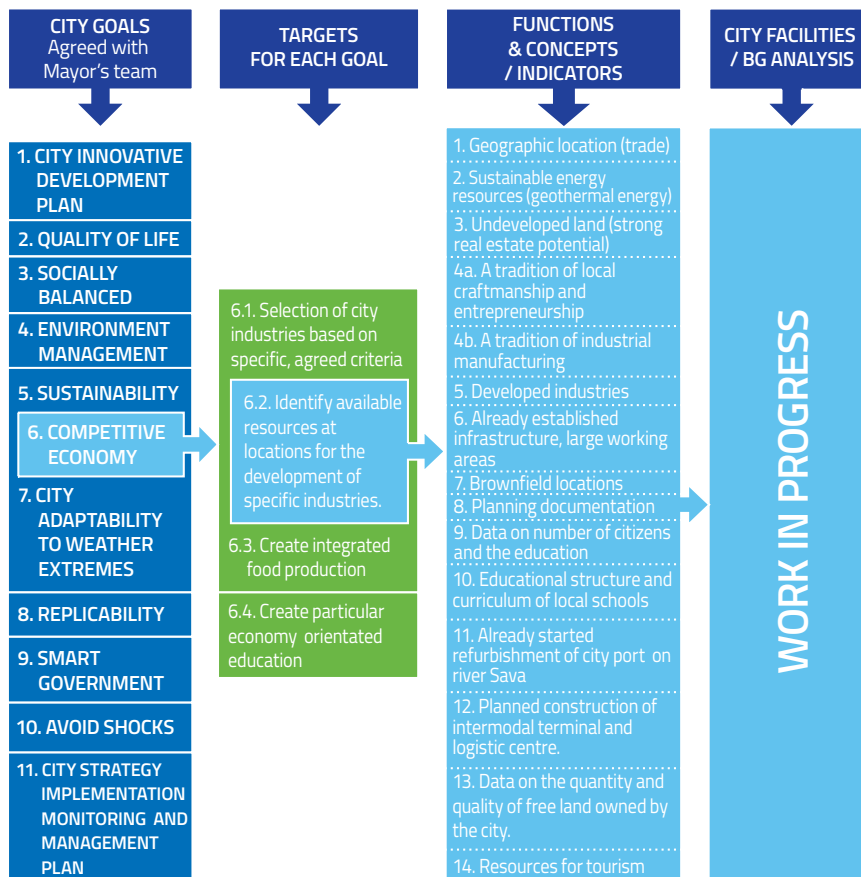 CITY GOALS
Agreed with
Mayor's team
TARGETS
FOR EACH GOAL
FUNCTIONS
& CONCEPTS
/ INDICATORS
CITY FACILITIES
/ BG ANALYSIS
1. CITY INNOVATIVE
DEVELOPMENT
PLAN
2. QUALITY OF LIFE
3. SOCIALLY
BALANCED
4. ENVIRONMENT
MANAGEMENT
5. SUSTAINABILITY
6. COMPETITIVE
ECONOMY
7. CITY
ADAPTABILITY
TO WEATHER
EXTREMES
8. REPLICABILITY
9. SMART
GOVERNMENT
10. AVOID SHOCKS
11. CITY STRATEGY
IMPLEMENTATION
MONITORING AND
MANAGEMENT
PLAN
6.1. Selection of city
industries based on
specific, agreed criteria
6.2. Identify available
resources at
locations for the
development of
specific industries.
6.3. Create integrated
food production
6.4. Create particular
economy orientated
education
1. Geographic location (trade)
2. Sustainable energy
resources (geothermal energy)
3. Undeveloped land (strong
real estate potential)
4a. A tradition of local
craftmanship and
entrepreneurship
4b. A tradition of industrial
manufacturing
5. Developed industries
6. Already established
infrastructure, large working
areas
7. Brownfield locations
8. Planning documentation
9. Data on number of citizens
and the education
10. Educational structure and
curriculum of local schools
11. Already started
refurbishment of city port on
river Sava
12. Planned construction of
intermodal terminal and
logistic centre.
13. Data on the quantity and
quality of free land owned by
the city.
14. Resources for tourism
WORK IN PROGRESS